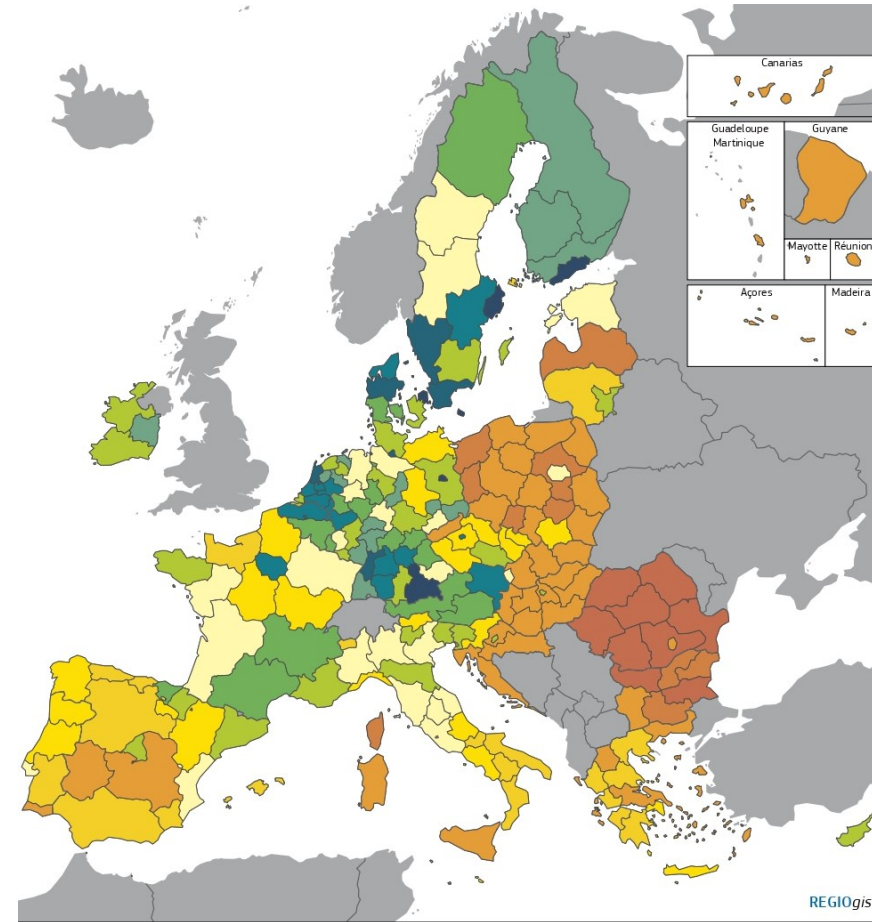 Canarias
Guadeloupe
Martinique
Guyane
Mayotte
Réunion
Açores
Madeira
REGIOgis